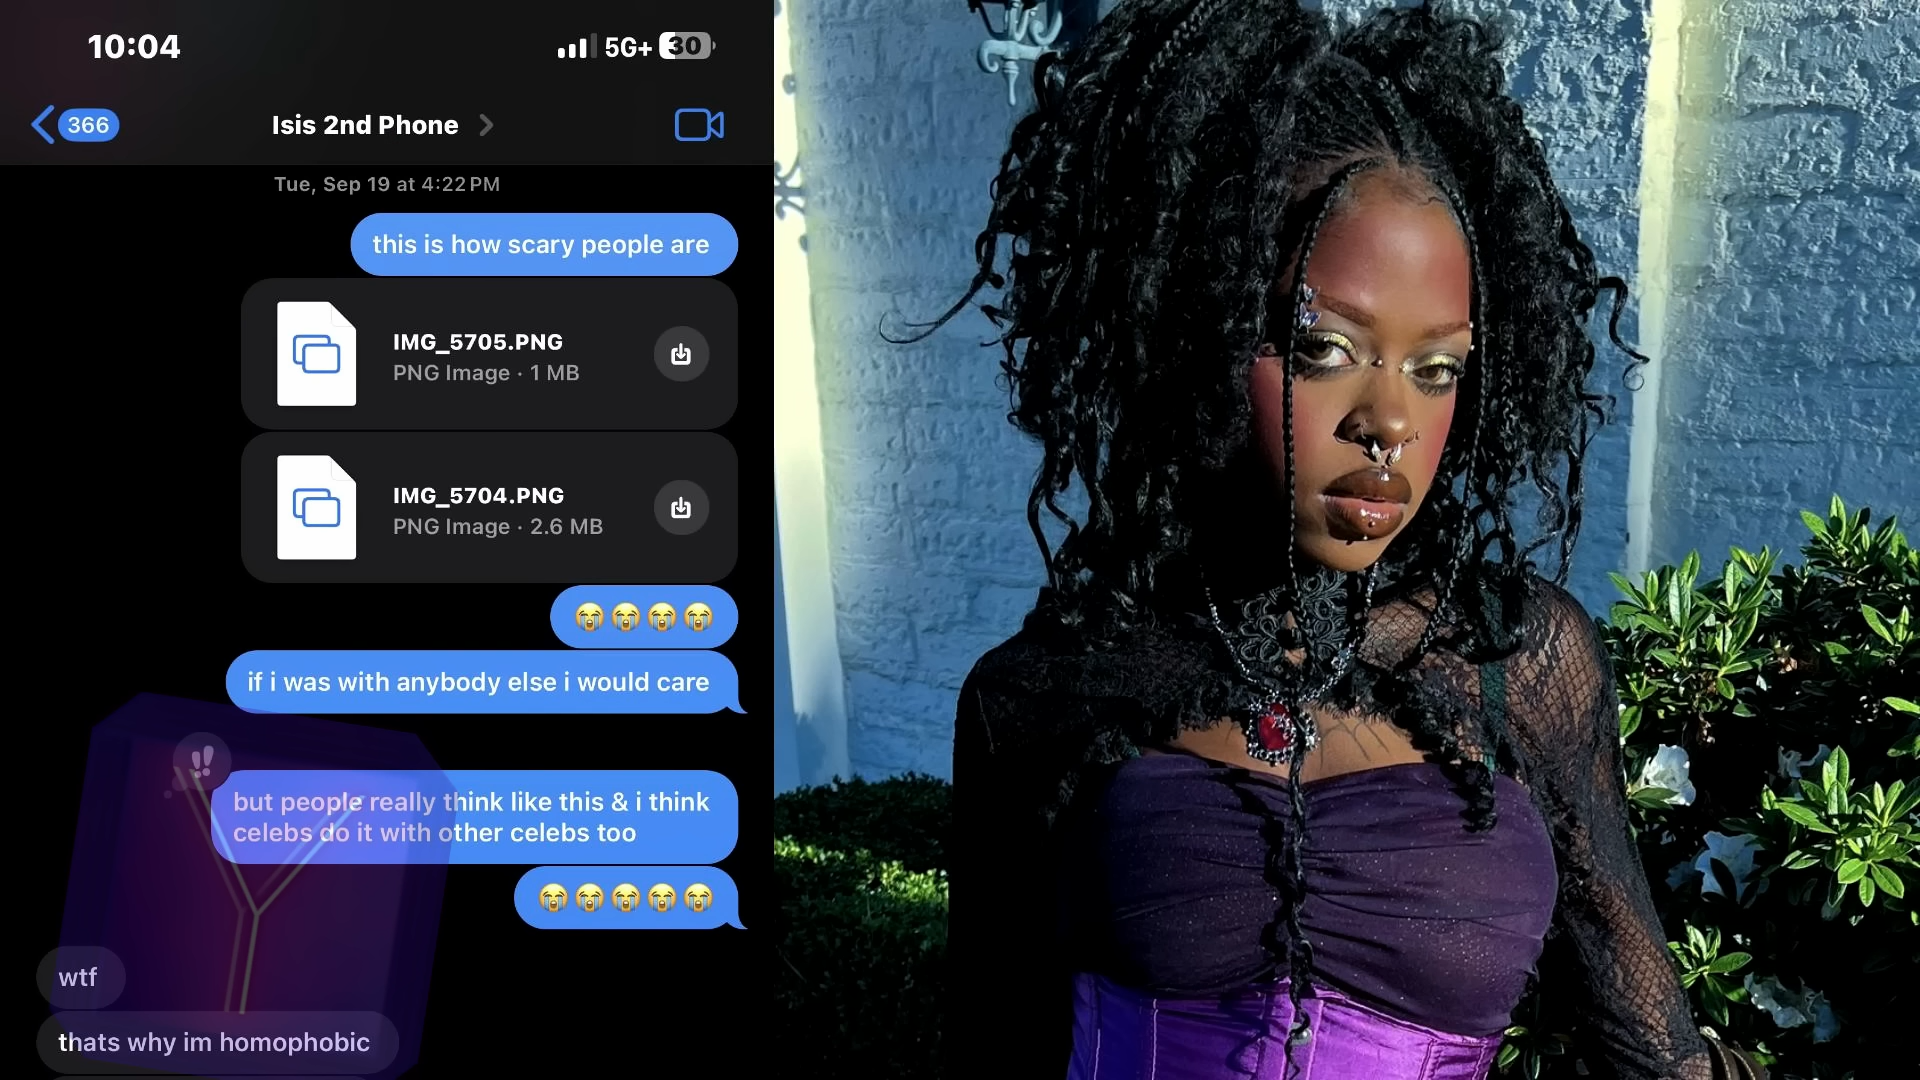 10:04
5G+ 30
366
Isis 2nd Phone
Tue, Sep 19 at 4:22 PM
this is how scary people are
IMG_5705.PNG
PNG Image · 1 MB
IMG_5704.PNG
PNG Image · 2.6 MB
😭😭😭😭
if i was with anybody else i would care
but people really think like this & i think
celebs do it with other celebs too
😭😭😭😭😭
wtf
thats why im homophobic